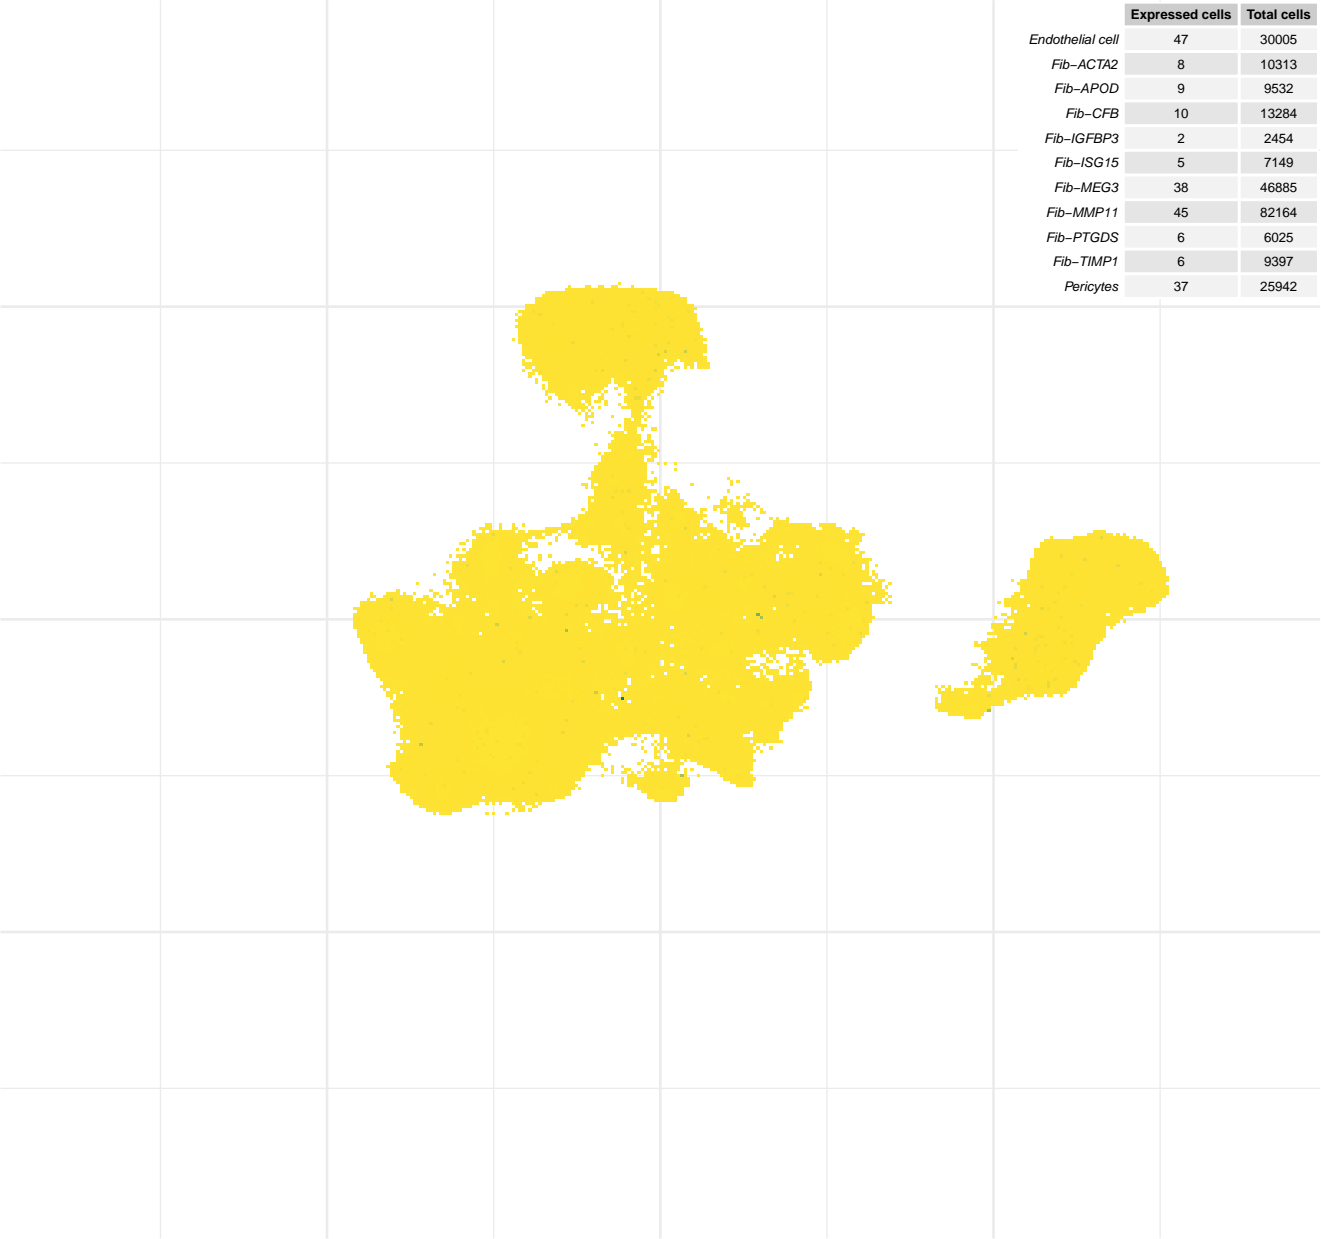 Expressed cells Total cells
Endothelial cell 47 30005
Fib−ACTA2 8 10313
Fib−APOD 9 9532
Fib−CFB 10 13284
Fib−IGFBP3 2 2454
Fib−ISG15 5 7149
Fib−MEG3 38 46885
Fib−MMP11 45 82164
Fib−PTGDS 6 6025
Fib−TIMP1 6 9397
Pericytes 37 25942